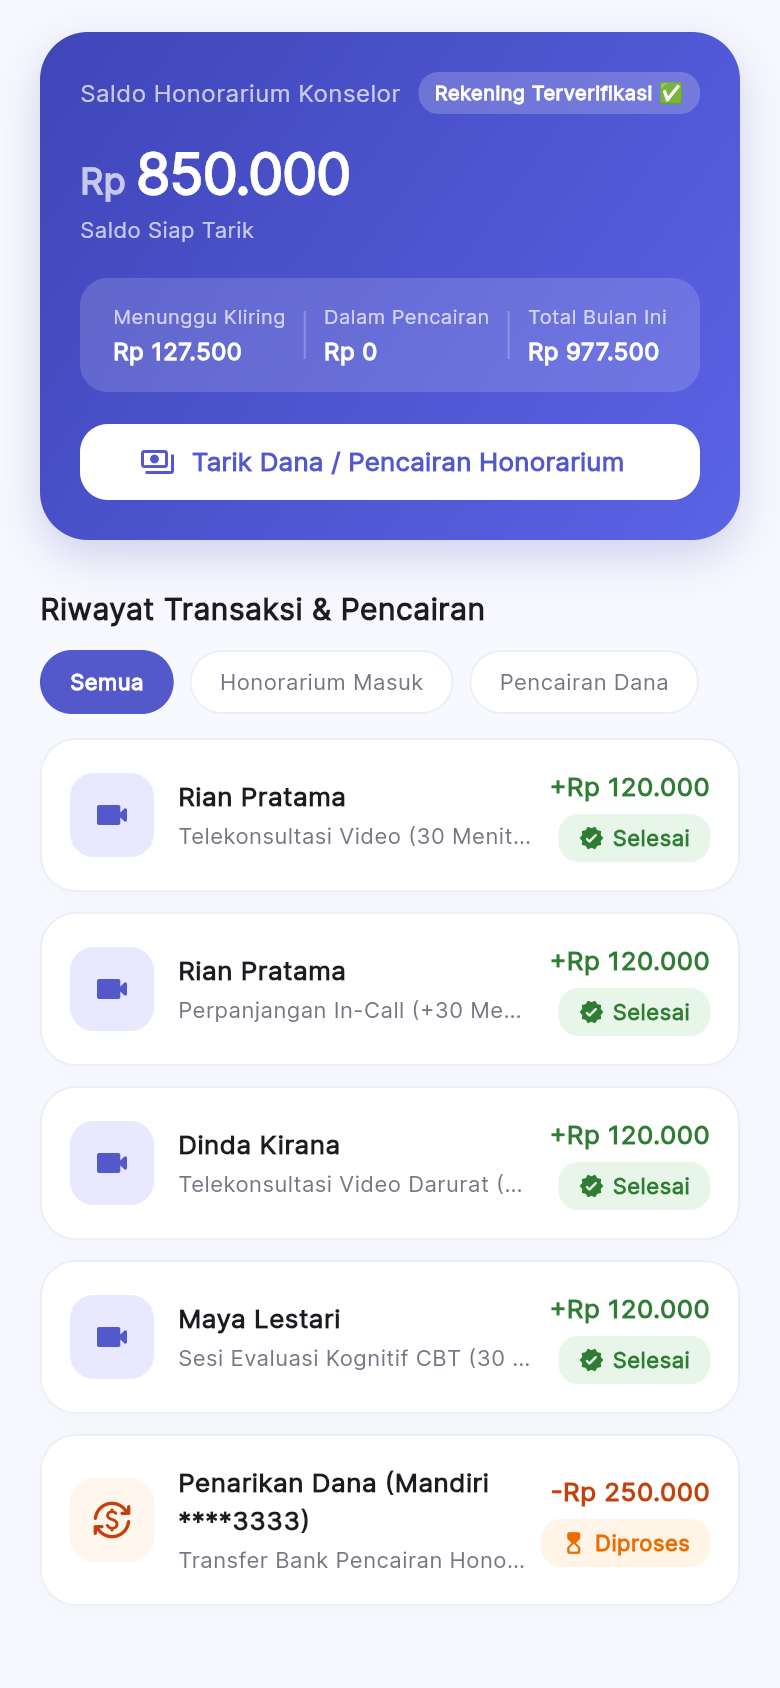 Saldo Honorarium Konselor
Rekening Terverifikasi ✅
Rp 850.000
Saldo Siap Tarik
Menunggu Kliring
Rp 127.500
Dalam Pencairan
Rp 0
Total Bulan Ini
Rp 977.500
Tarik Dana / Pencairan Honorarium
Riwayat Transaksi & Pencairan
Semua
Honorarium Masuk
Pencairan Dana
Rian Pratama
Telekonsultasi Video (30 Menit...
+Rp 120.000
Selesai
Rian Pratama
Perpanjangan In-Call (+30 Me...
+Rp 120.000
Selesai
Dinda Kirana
Telekonsultasi Video Darurat (...
+Rp 120.000
Selesai
Maya Lestari
Sesi Evaluasi Kognitif CBT (30 ...
+Rp 120.000
Selesai
Penarikan Dana (Mandiri
****3333)
Transfer Bank Pencairan Hono...
-Rp 250.000
Diproses